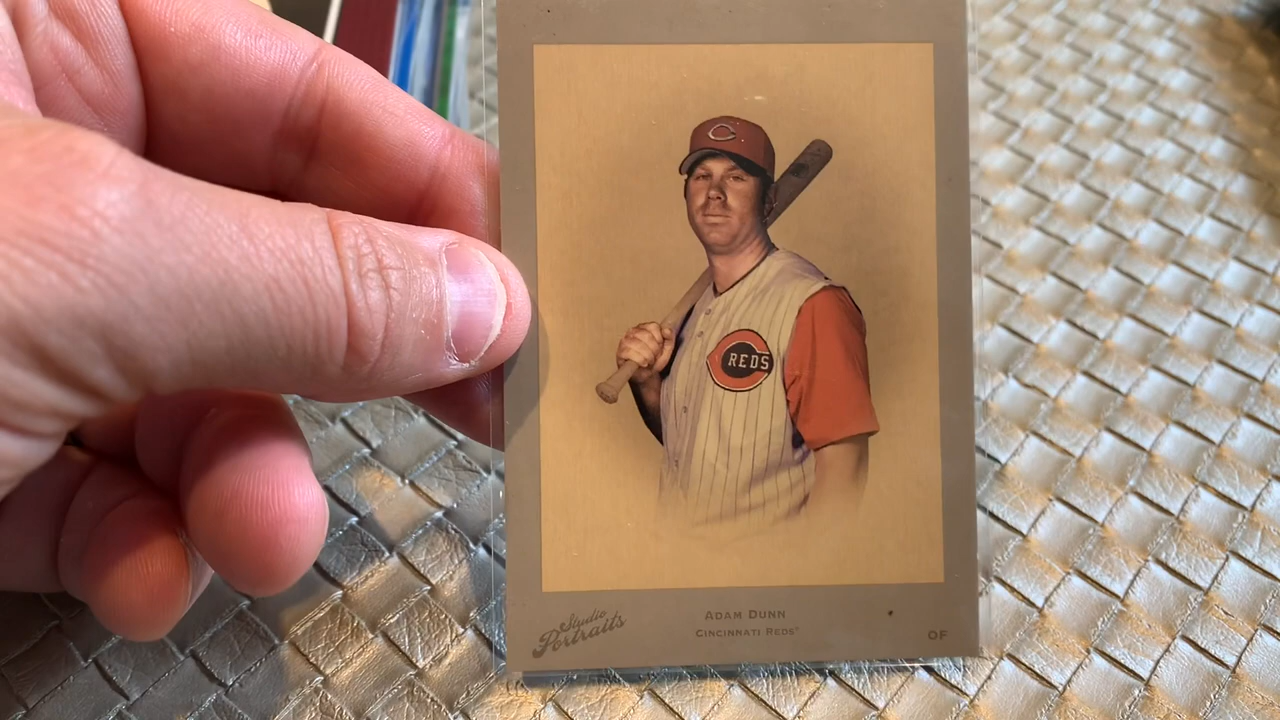 REDS
Studio
Portraits
ADAM DUNN
CINCINNATI REDS
OF